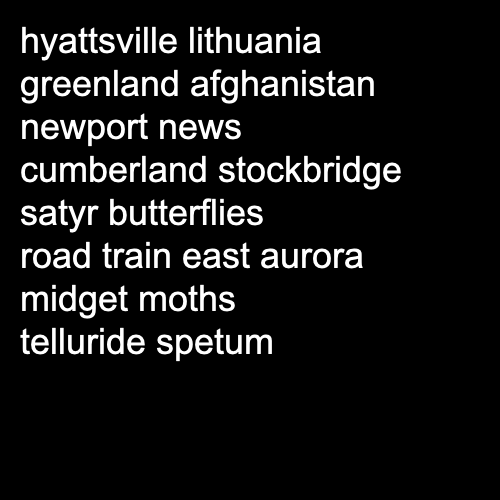 hyattsville lithuania
greenland afghanistan
newport news
cumberland stockbridge
satyr butterflies
road train east aurora
midget moths
telluride spetum